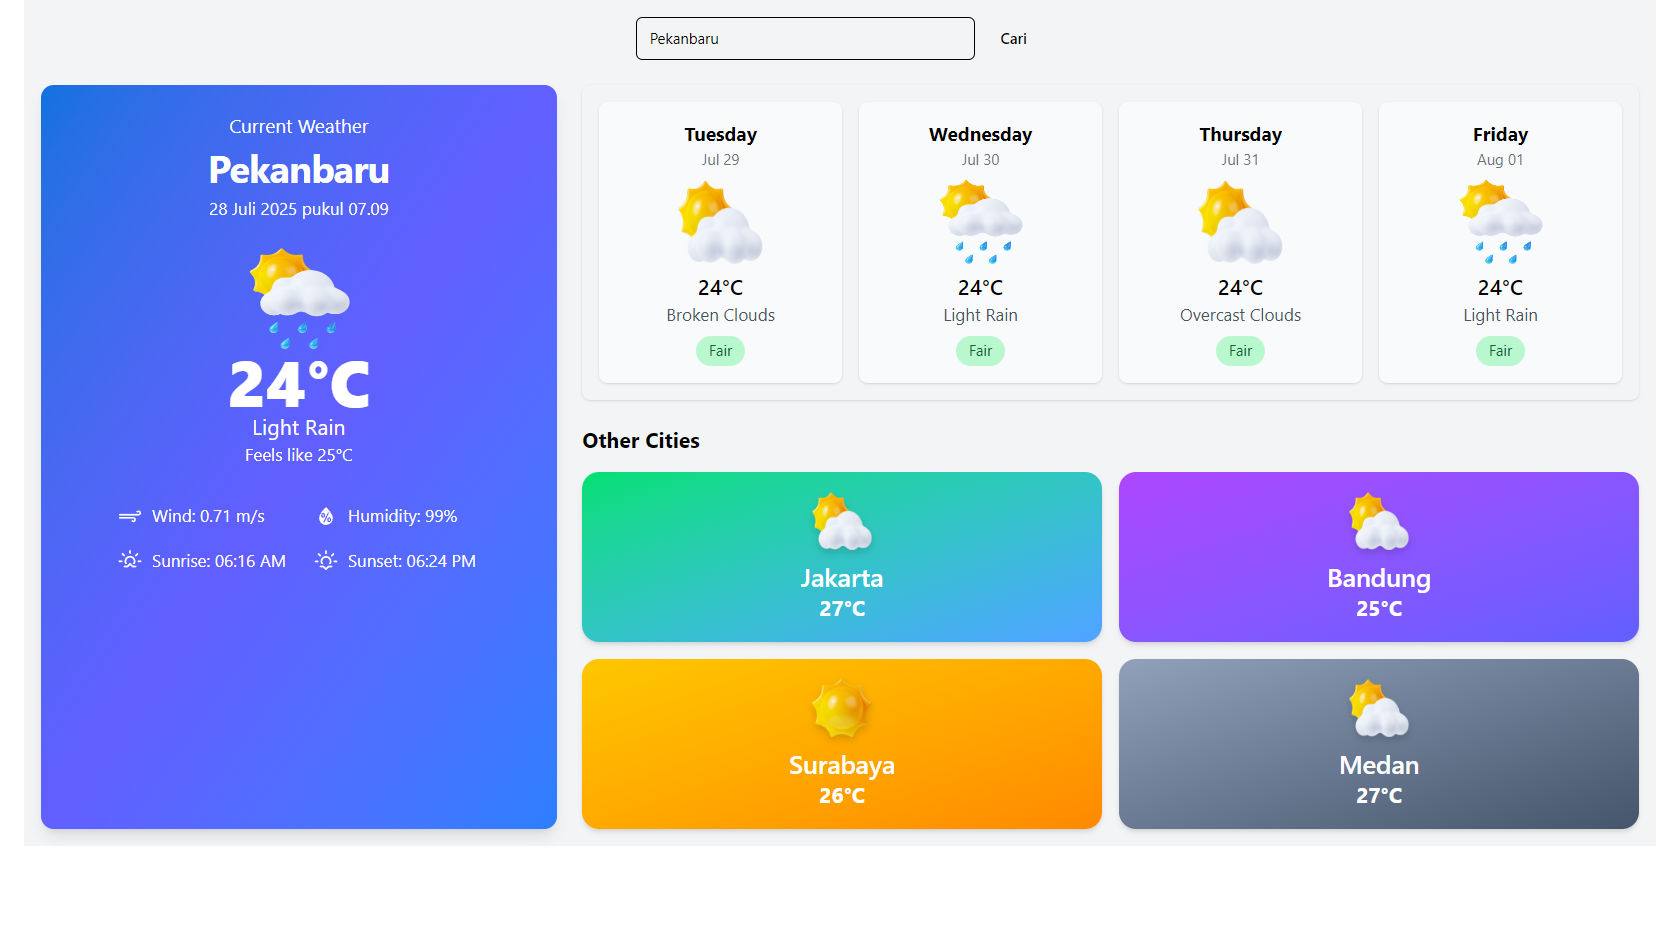 Pekanbaru
Cari
Current Weather
Pekanbaru
28 Juli 2025 pukul 07.09
24°C
Light Rain
Feels like 25°C
Wind: 0.71 m/s
Humidity: 99%
Sunrise: 06:16 AM
Sunset: 06:24 PM
Tuesday
Jul 29
24°C
Broken Clouds
Fair
Wednesday
Jul 30
24°C
Light Rain
Fair
Thursday
Jul 31
24°C
Overcast Clouds
Fair
Friday
Aug 01
24°C
Light Rain
Fair
Other Cities
Jakarta
27°C
Bandung
25°C
Surabaya
26°C
Medan
27°C